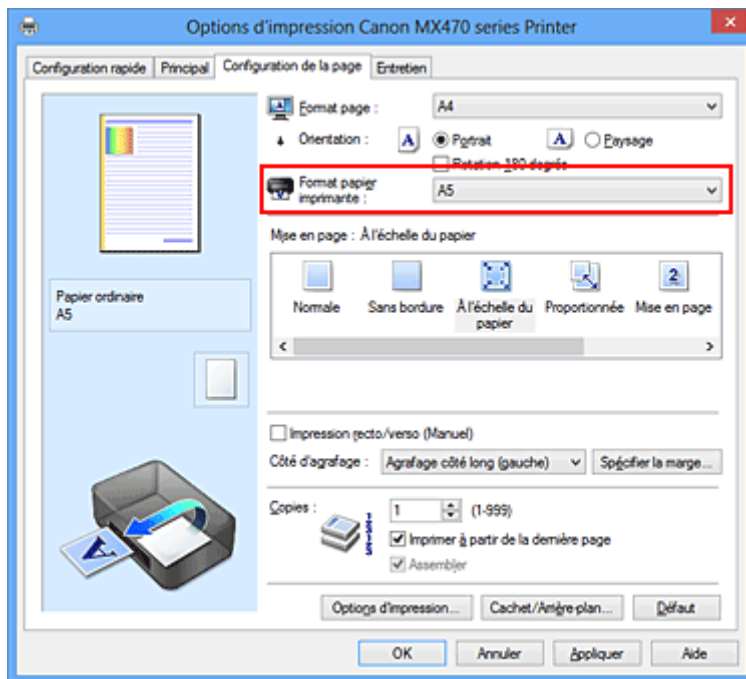 Options d'impression Canon MX470 series Printer
Configuration rapide Principal Configuration de la page Entretien
Format page : A4
Orientation : A Portrait A Paysage
Rotation 180 degrés
Format papier
imprimante : A5
Mise en page : À l'échelle du papier
Normale Sans bordure À l'échelle du
papier Proportionnée Mise en page
2
Papier ordinaire
A5
Impression recto/verso (Manuel)
Côté d'agrafage : Agrafage côté long (gauche) Spécifier la marge...
Copies : 1 (1-999)
Imprimer à partir de la dernière page
Assembler
A
Options d'impression... Cachet/Arrière-plan... Défaut
OK Annuler Appliquer Aide